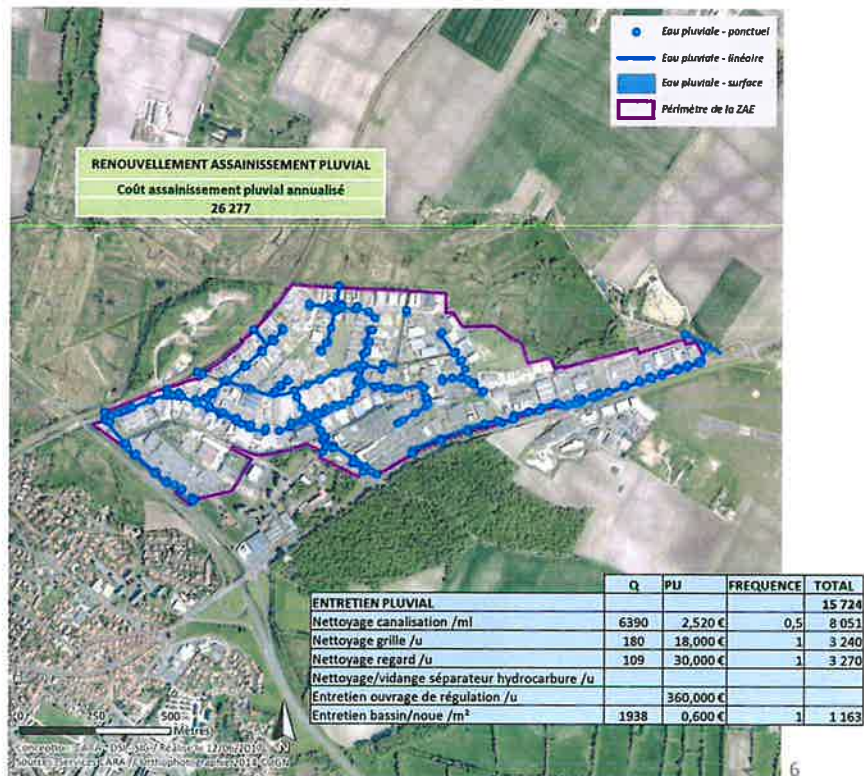 Eau pluviale - ponctuel
Eau pluviale - linéaire
Eau pluviale - surface
Périmètre de la ZAE
RENOUVELLEMENT ASSAINISSEMENT PLUVIAL
Coût assainissement pluvial annualisé
26 277
Q PU FREQUENCE TOTAL
ENTRETIEN PLUVIAL 15 724
Nettoyage canalisation /ml 6390 2,520 € 0,5 8 051
Nettoyage grille /u 180 18,000 € 1 3 240
Nettoyage regard /u 109 30,000 € 1 3 270
Nettoyage/vidange séparateur hydrocarbure /u
Entretien ouvrage de régulation /u 360,000 €
Entretien bassin/noue /m² 1938 0,600 € 1 1 163
0 250 500
Mètres
N
6